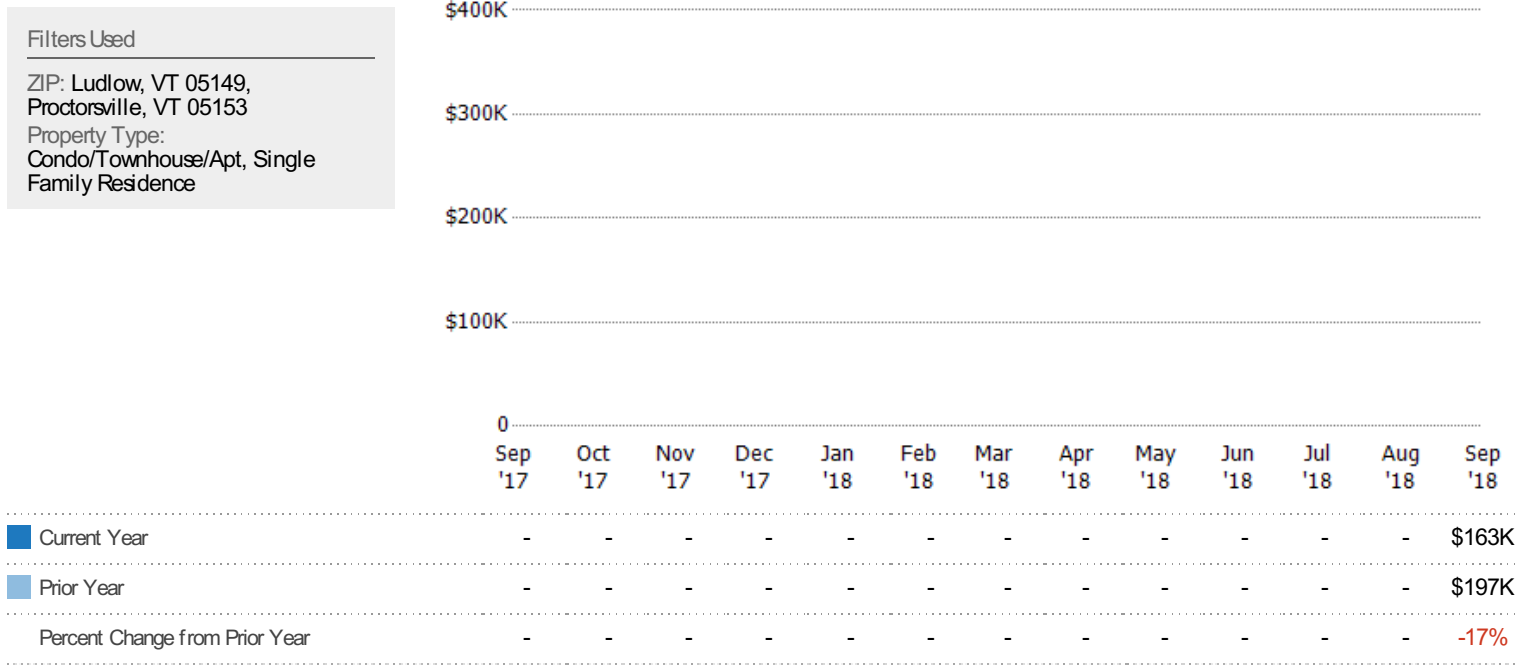 Filters Used
ZIP: Ludlow, VT 05149,
Proctorsville, VT 05153
Property Type:
Condo/Townhouse/Apt, Single
Family Residence
$400K
$300K
$200K
$100K
0
Sep Oct Nov Dec Jan Feb Mar Apr May Jun Jul Aug Sep
'17 '17 '17 '17 '18 '18 '18 '18 '18 '18 '18 '18 '18
Current Year - - - - - - - - - - - - $163K
Prior Year - - - - - - - - - - - - $197K
Percent Change from Prior Year - - - - - - - - - - - - -17%